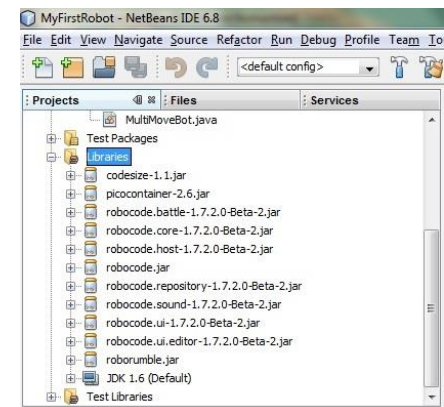 MyFirstRobot - NetBeans IDE 6.8
File Edit View Navigate Source Refactor Run Debug Profile Team To
<default config>
Projects Files Services
MultiMoveBot.java
Test Packages
Libraries
codesize-1.1.jar
picocontainer-2.6.jar
robocode.battle-1.7.2.0-Beta-2.jar
robocode.core-1.7.2.0-Beta-2.jar
robocode.host-1.7.2.0-Beta-2.jar
robocode.jar
robocode.repository-1.7.2.0-Beta-2.jar
robocode.sound-1.7.2.0-Beta-2.jar
robocode.ui-1.7.2.0-Beta-2.jar
robocode.ui.editor-1.7.2.0-Beta-2.jar
roborumble.jar
JDK 1.6 (Default)
Test Libraries